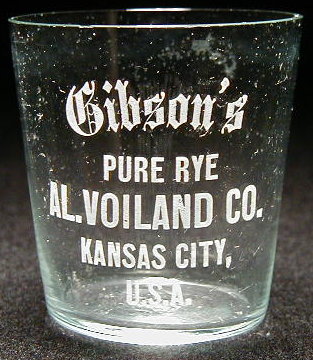 Gibson's
PURE RYE
AL.VOILAND CO.
KANSAS CITY,
U.S.A.